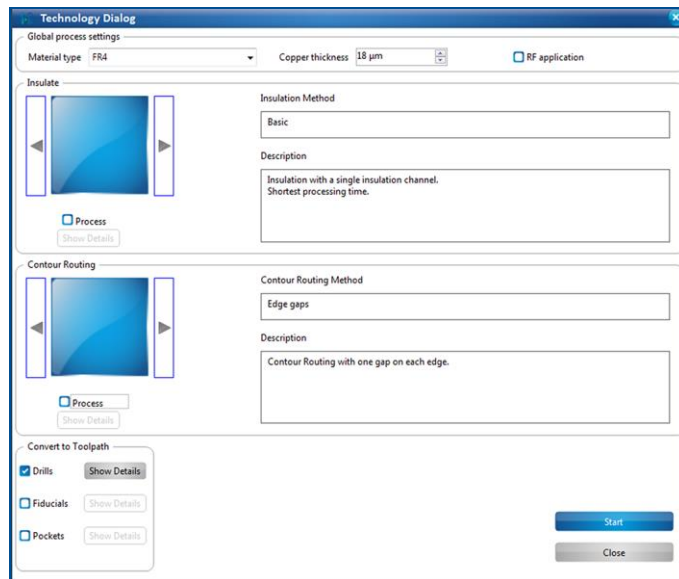 Technology Dialog
Global process settings
Material type FR4 Copper thickness 18 µm RF application
Insulate
Insulation Method
Basic
Description
Insulation with a single insulation channel.
Shortest processing time.
Process
Show Details
Contour Routing
Contour Routing Method
Edge gaps
Description
Contour Routing with one gap on each edge.
Process
Show Details
Convert to Toolpath
Drills Show Details
Fiducials Show Details
Pockets Show Details
Start
Close